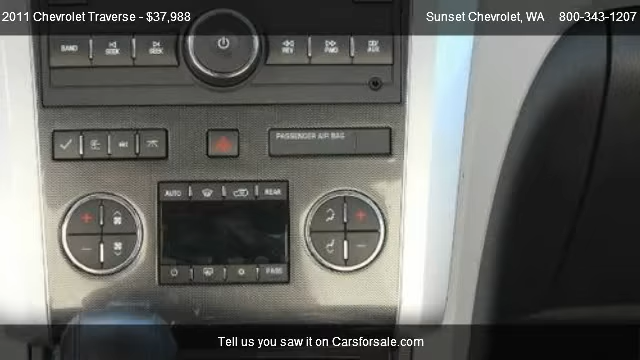 2011 Chevrolet Traverse - $37,988
Sunset Chevrolet, WA 800-343-1207
BAND SEEK SEEK REV FWD AUX
PASSENGER AIR BAG
AUTO REAR
PASS
Tell us you saw it on Carsforsale.com